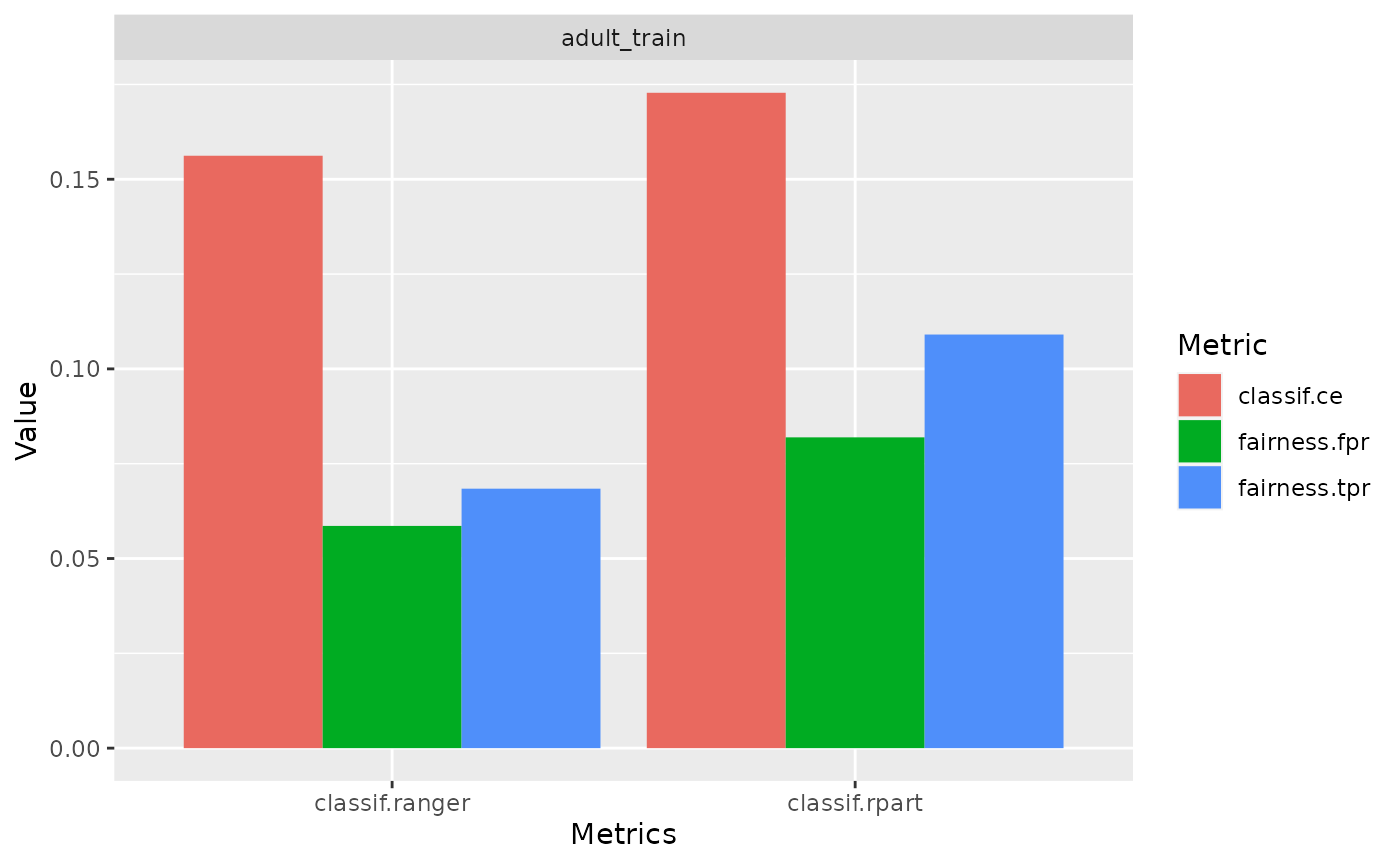 adult_train
Value
0.15
0.10
0.05
0.00
classif.ranger
classif.rpart
Metrics
Metric
classif.ce
fairness.fpr
fairness.tpr